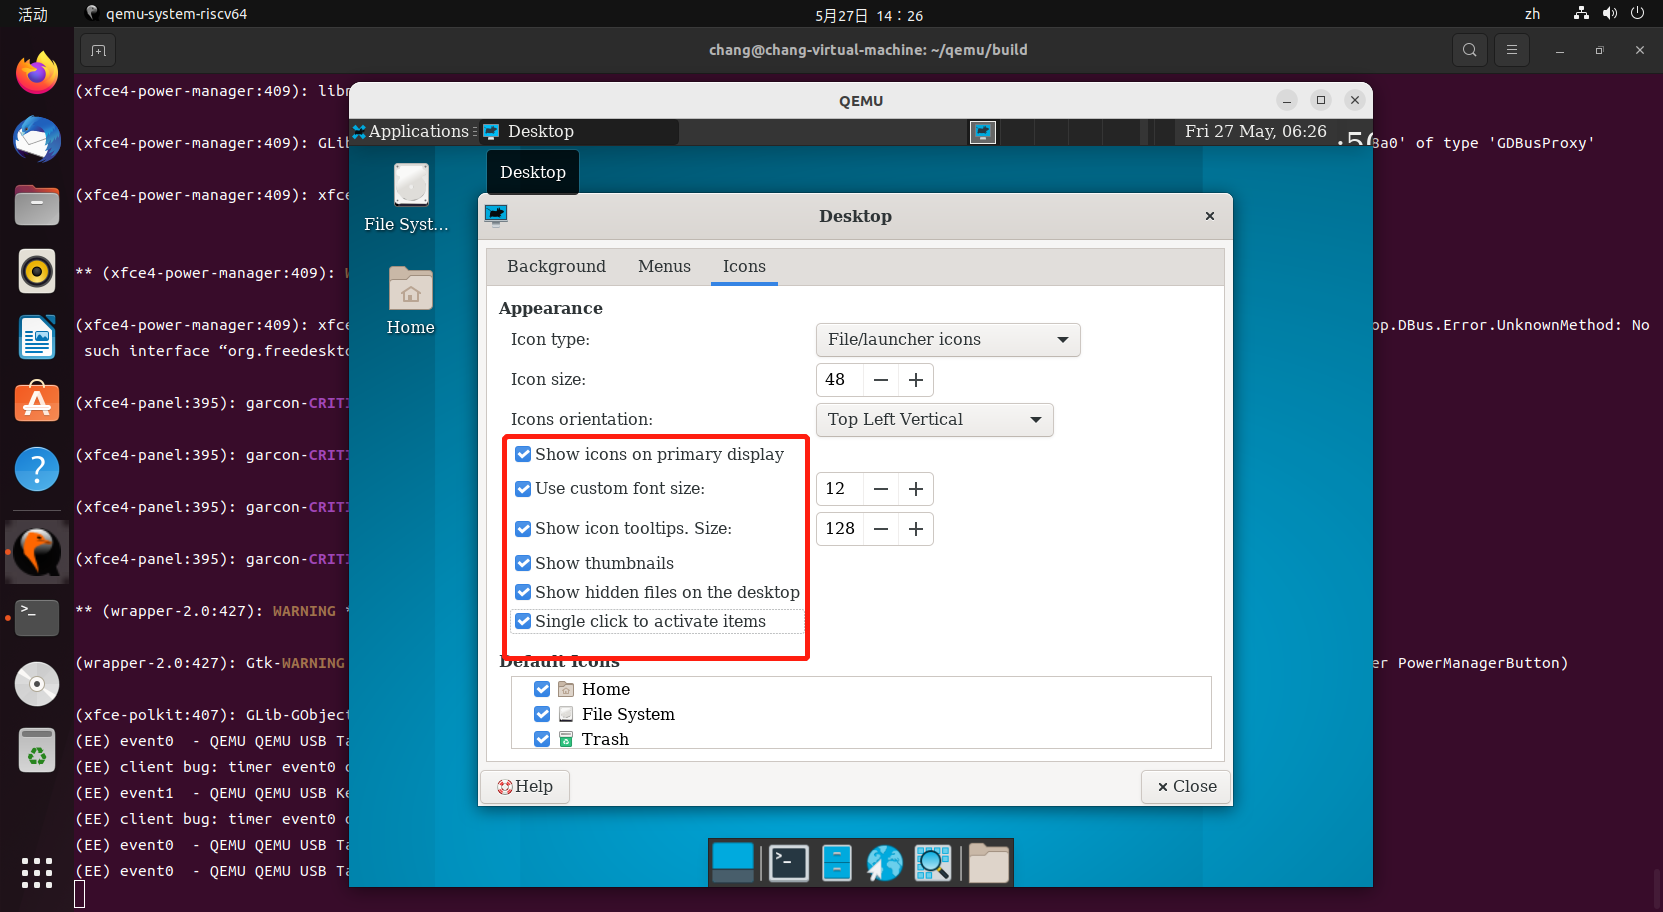 活动
qemu-system-riscv64
5月27日 14：26
zh
chang@chang-virtual-machine: ~/qemu/build
(xfce4-power-manager:409): libn
QEMU
Applications
Desktop
Fri 27 May, 06:26
(xfce4-power-manager:409): GLib
8a0' of type 'GDBusProxy'
Desktop
(xfce4-power-manager:409): xfce
File Syst...
Desktop
Background
Menus
Icons
** (xfce4-power-manager:409): W
Appearance
Home
(xfce4-power-manager:409): xfce
op.DBus.Error.UnknownMethod: No
Icon type:
File/launcher icons
such interface “org.freedeskto
Icon size:
48
(xfce4-panel:395): garcon-CRITI
Icons orientation:
Top Left Vertical
(xfce4-panel:395): garcon-CRITI
Show icons on primary display
Use custom font size:
12
(xfce4-panel:395): garcon-CRITI
Show icon tooltips. Size:
128
(xfce4-panel:395): garcon-CRITI
Show thumbnails
Show hidden files on the desktop
** (wrapper-2.0:427): WARNING *
Single click to activate items
(wrapper-2.0:427): Gtk-WARNING
er PowerManagerButton)
Default Icons
Home
File System
Trash
(xfce-polkit:407): GLib-GObject
(EE) event0  - QEMU QEMU USB Ta
(EE) client bug: timer event0 d
(EE) event1  - QEMU QEMU USB Ke
(EE) client bug: timer event0 d
(EE) event0  - QEMU QEMU USB Ta
(EE) event0  - QEMU QEMU USB Ta
Help
Close